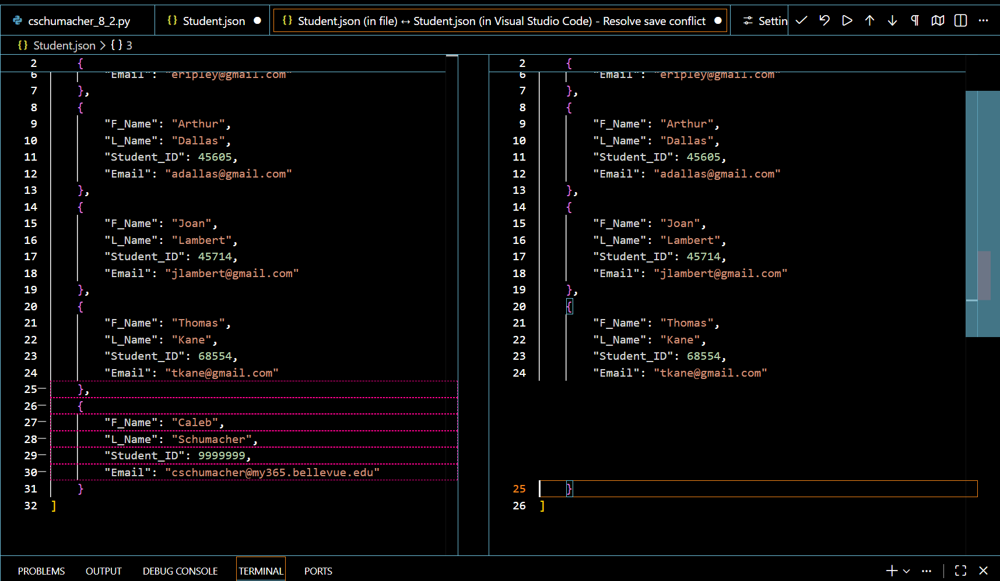 cschumacher_8_2.py
{} Student.json
{} Student.json (in file) ↔ Student.json (in Visual Studio Code) - Resolve save conflict
Settin
{} Student.json > { } 3
2 {
6 "Email": "eripley@gmail.com"
7 },
8 {
9 "F_Name": "Arthur",
10 "L_Name": "Dallas",
11 "Student_ID": 45605,
12 "Email": "adallas@gmail.com"
13 },
14 {
15 "F_Name": "Joan",
16 "L_Name": "Lambert",
17 "Student_ID": 45714,
18 "Email": "jlambert@gmail.com"
19 },
20 {
21 "F_Name": "Thomas",
22 "L_Name": "Kane",
23 "Student_ID": 68554,
24 "Email": "tkane@gmail.com"
25 },
26 {
27 "F_Name": "Caleb",
28 "L_Name": "Schumacher",
29 "Student_ID": 9999999,
30 "Email": "cschumacher@my365.bellevue.edu"
31 }
32 ]
2 {
6 "Email": "eripley@gmail.com"
7 },
8 {
9 "F_Name": "Arthur",
10 "L_Name": "Dallas",
11 "Student_ID": 45605,
12 "Email": "adallas@gmail.com"
13 },
14 {
15 "F_Name": "Joan",
16 "L_Name": "Lambert",
17 "Student_ID": 45714,
18 "Email": "jlambert@gmail.com"
19 },
20 {
21 "F_Name": "Thomas",
22 "L_Name": "Kane",
23 "Student_ID": 68554,
24 "Email": "tkane@gmail.com"
25 }
26 ]
PROBLEMS
OUTPUT
DEBUG CONSOLE
TERMINAL
PORTS